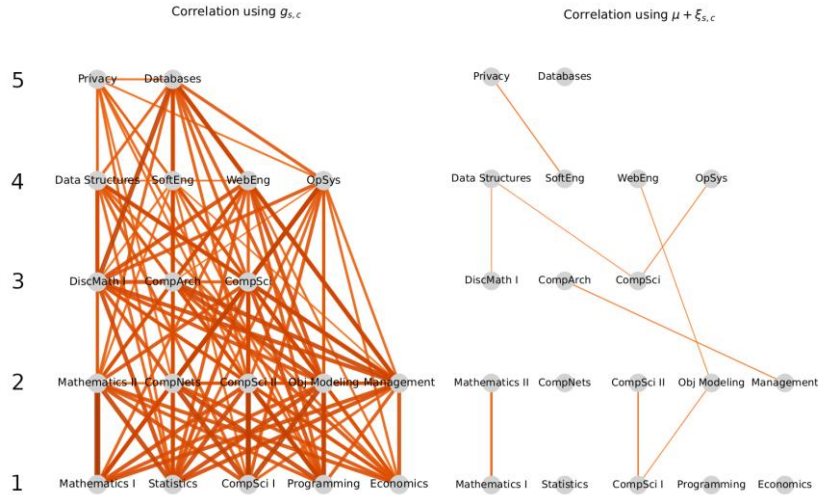 Correlation using g_{s,c}
Correlation using μ + ξ_{s,c}
5
Privacy Databases
Privacy Databases
4
Data Structures SoftEng WebEng OpSys
Data Structures SoftEng WebEng OpSys
3
DiscMath I CompArch CompSci
DiscMath I CompArch CompSci
2
Mathematics II CompNets CompSci II Obj Modeling Management
Mathematics II CompNets CompSci II Obj Modeling Management
1
Mathematics I Statistics CompSci I Programming Economics
Mathematics I Statistics CompSci I Programming Economics